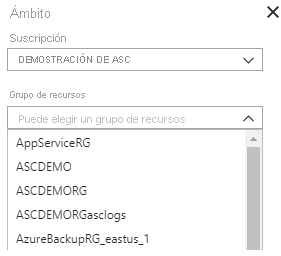 Ámbito
Suscripción
DEMOSTRACIÓN DE ASC
Grupo de recursos
Puede elegir un grupo de recursos
AppServiceRG
ASCDEMO
ASCDEMORG
ASCDEMORGasclogs
AzureBackupRG_eastus_1